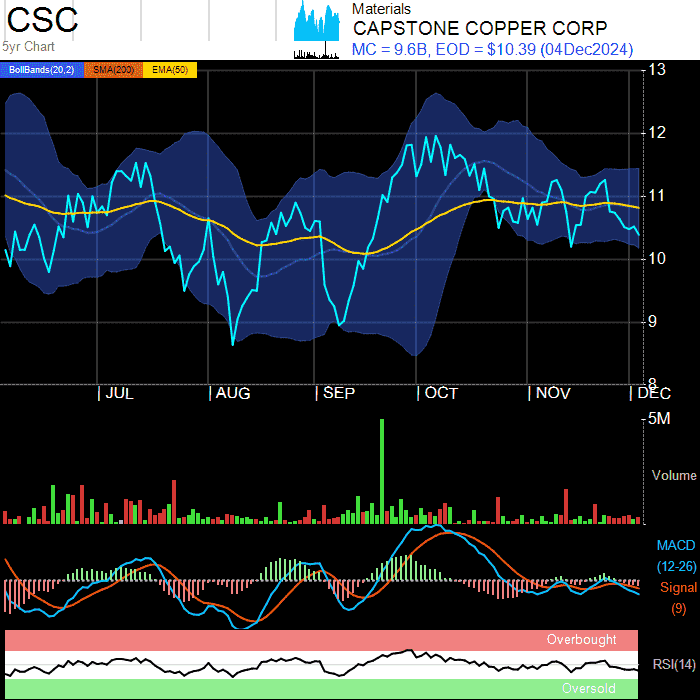 CSC
5yr Chart
Materials
CAPSTONE COPPER CORP
MC = 9.6B, EOD = $10.39 (04Dec2024)
BollBands(20,2) SMA(200) EMA(50)
13
12
11
10
9
8
| JUL | AUG | SEP | OCT | NOV | DEC
5M
Volume
MACD
(12-26)
Signal
(9)
Overbought
RSI(14)
Oversold